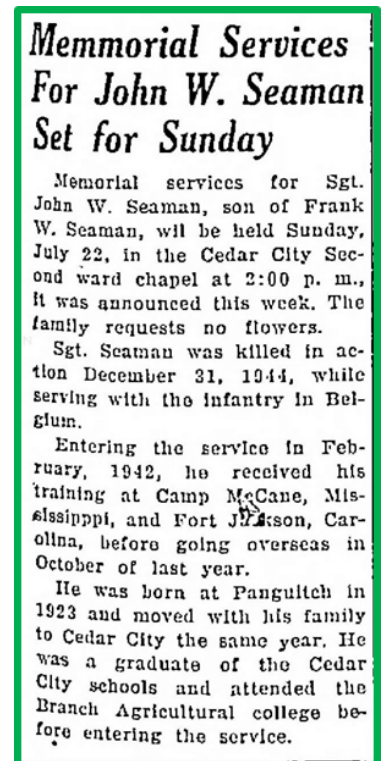 Memmorial Services
For John W. Seaman
Set for Sunday
Memorial services for Sgt.
John W. Seaman, son of Frank
W. Seaman, wil be held Sunday,
July 22, in the Cedar City Sec-
ond ward chapel at 2:00 p. m.,
it was announced this week. The
family requests no flowers.
Sgt. Seaman was killed in ac-
tion December 31, 1944, while
serving with the infantry in Bel-
gium.
Entering the service in Feb-
ruary, 1942, he received his
training at Camp McCane, Mis-
sissipppi, and Fort Jackson, Car-
olina, before going overseas in
October of last year.
He was born at Panguitch in
1923 and moved with his family
to Cedar City the same year. He
was a graduate of the Cedar
City schools and attended the
Branch Agricultural college be-
fore entering the service.